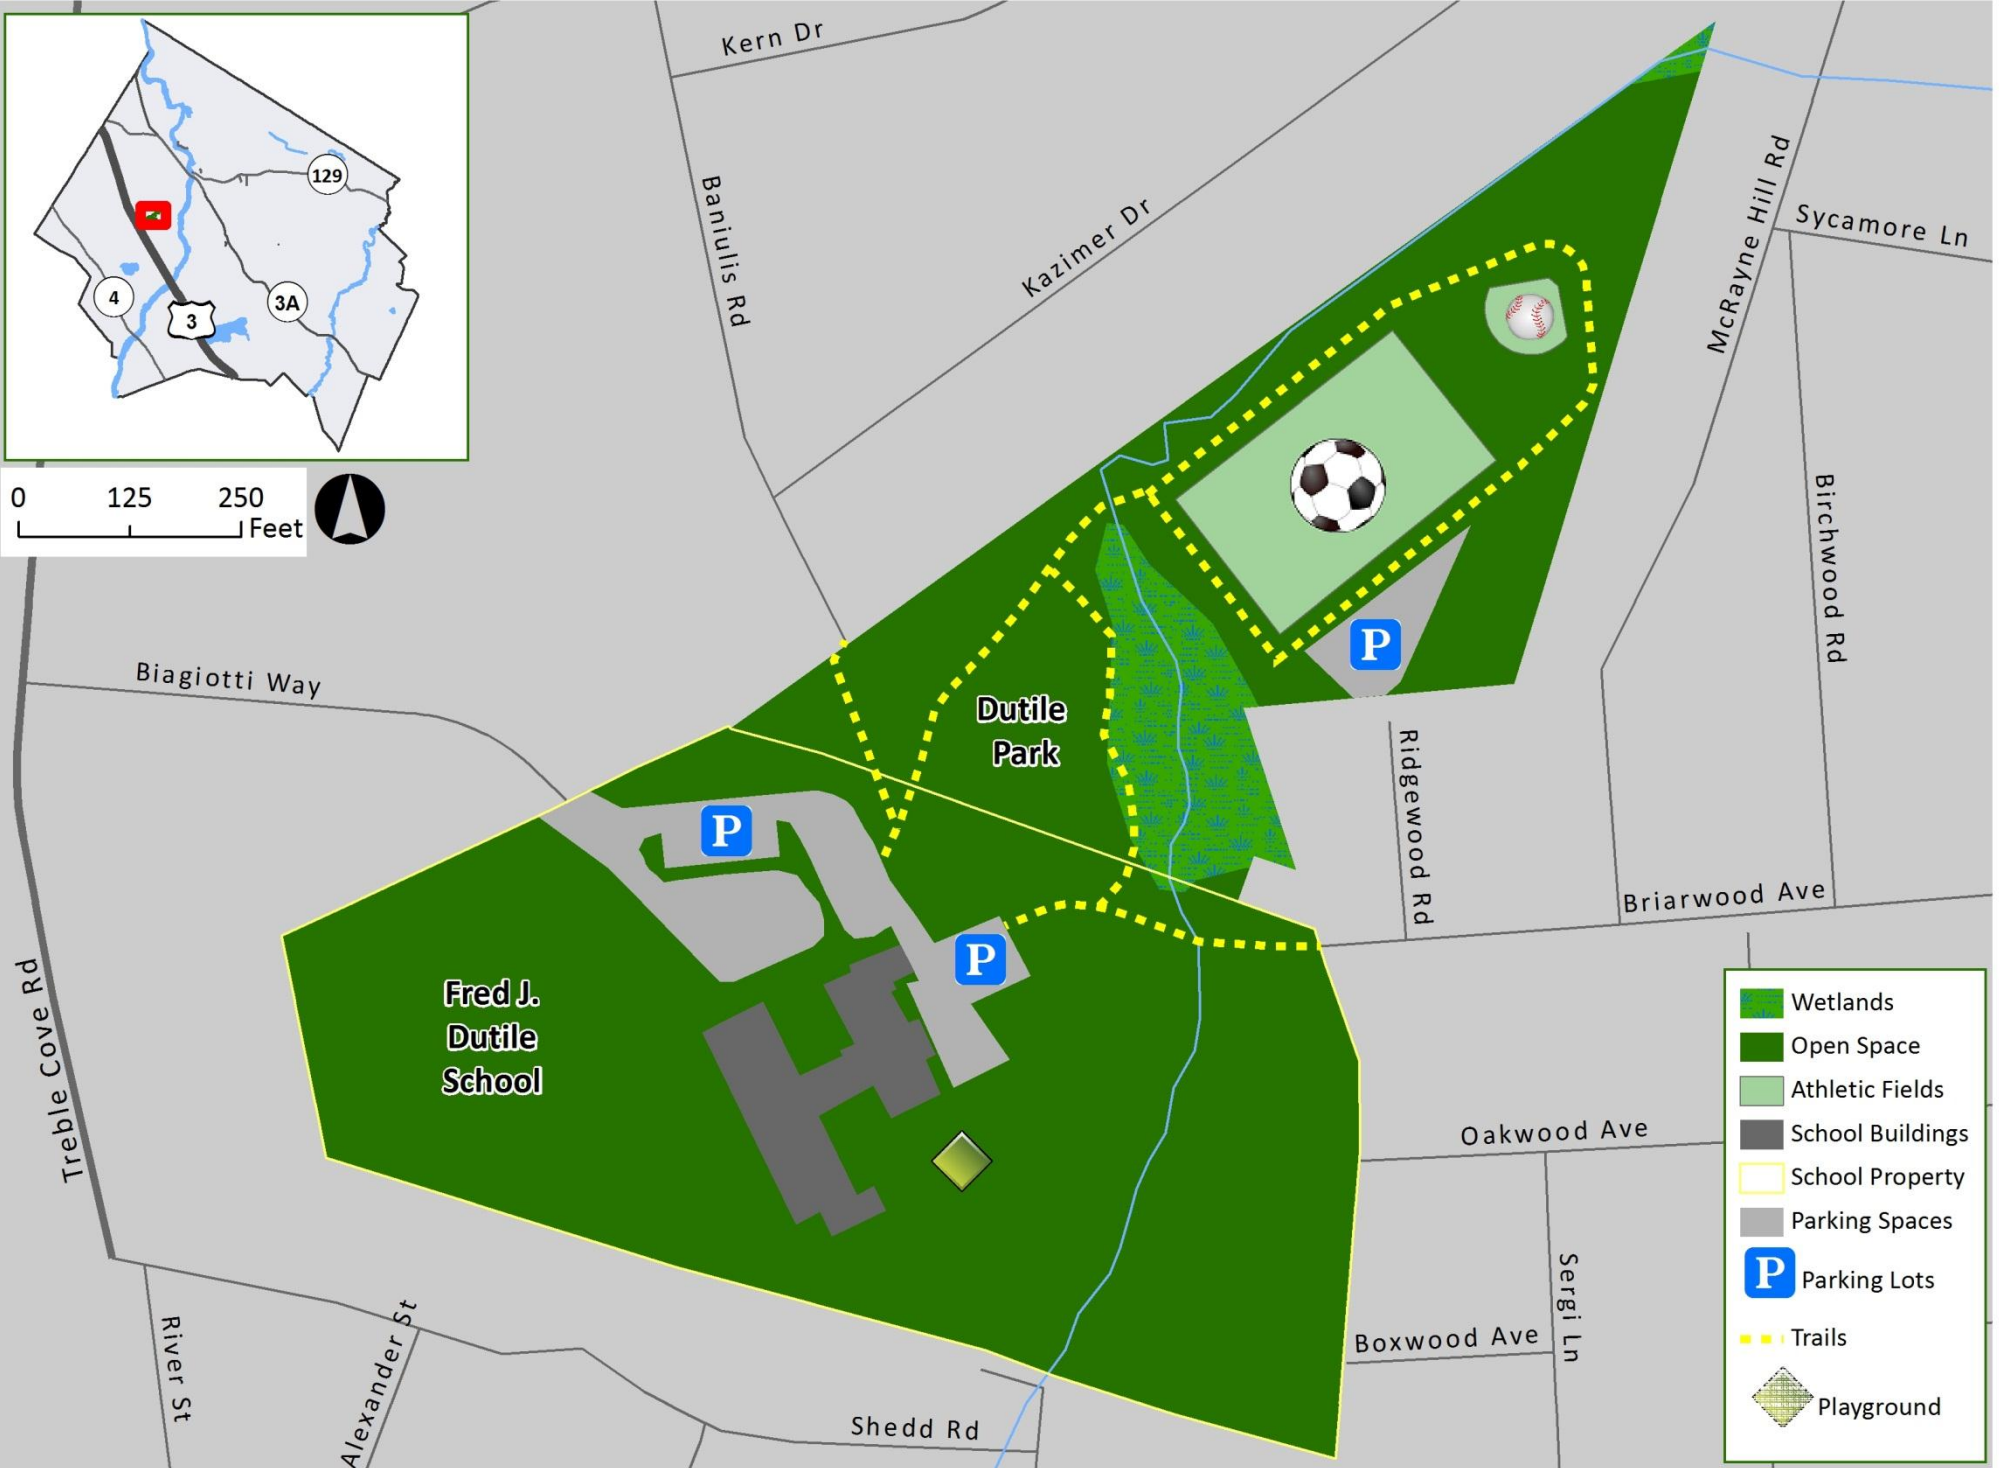 Kern Dr
129
4
3
3A
Baniulis Rd
Kazimer Dr
McRayne Hill Rd
Sycamore Ln
0 125 250
Feet
Birchwood Rd
Biagiotti Way
P
Dutile
Park
Ridgewood Rd
P
Briarwood Ave
P
Treble Cove Rd
Fred J.
Dutile
School
Oakwood Ave
Sergi Ln
Boxwood Ave
River St
Alexander St
Shedd Rd
Wetlands
Open Space
Athletic Fields
School Buildings
School Property
Parking Spaces
P Parking Lots
Trails
Playground